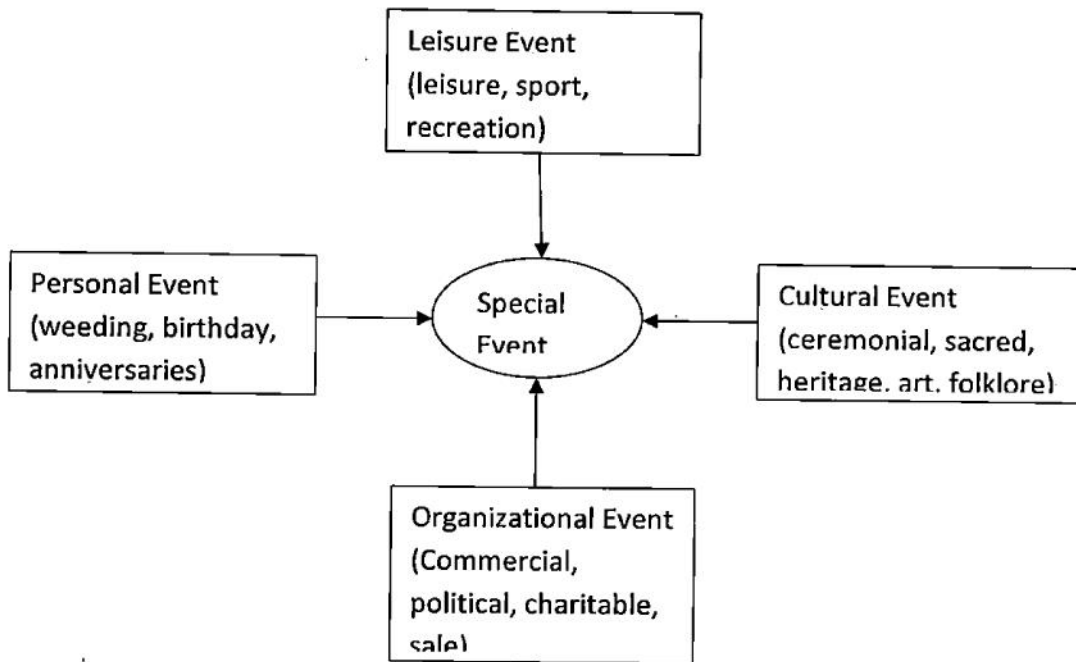 Leisure Event
(leisure, sport,
recreation)
Personal Event
(weeding, birthday,
anniversaries)
Special
Event
Cultural Event
(ceremonial, sacred,
heritage, art, folklore)
Organizational Event
(Commercial,
political, charitable,
sale)